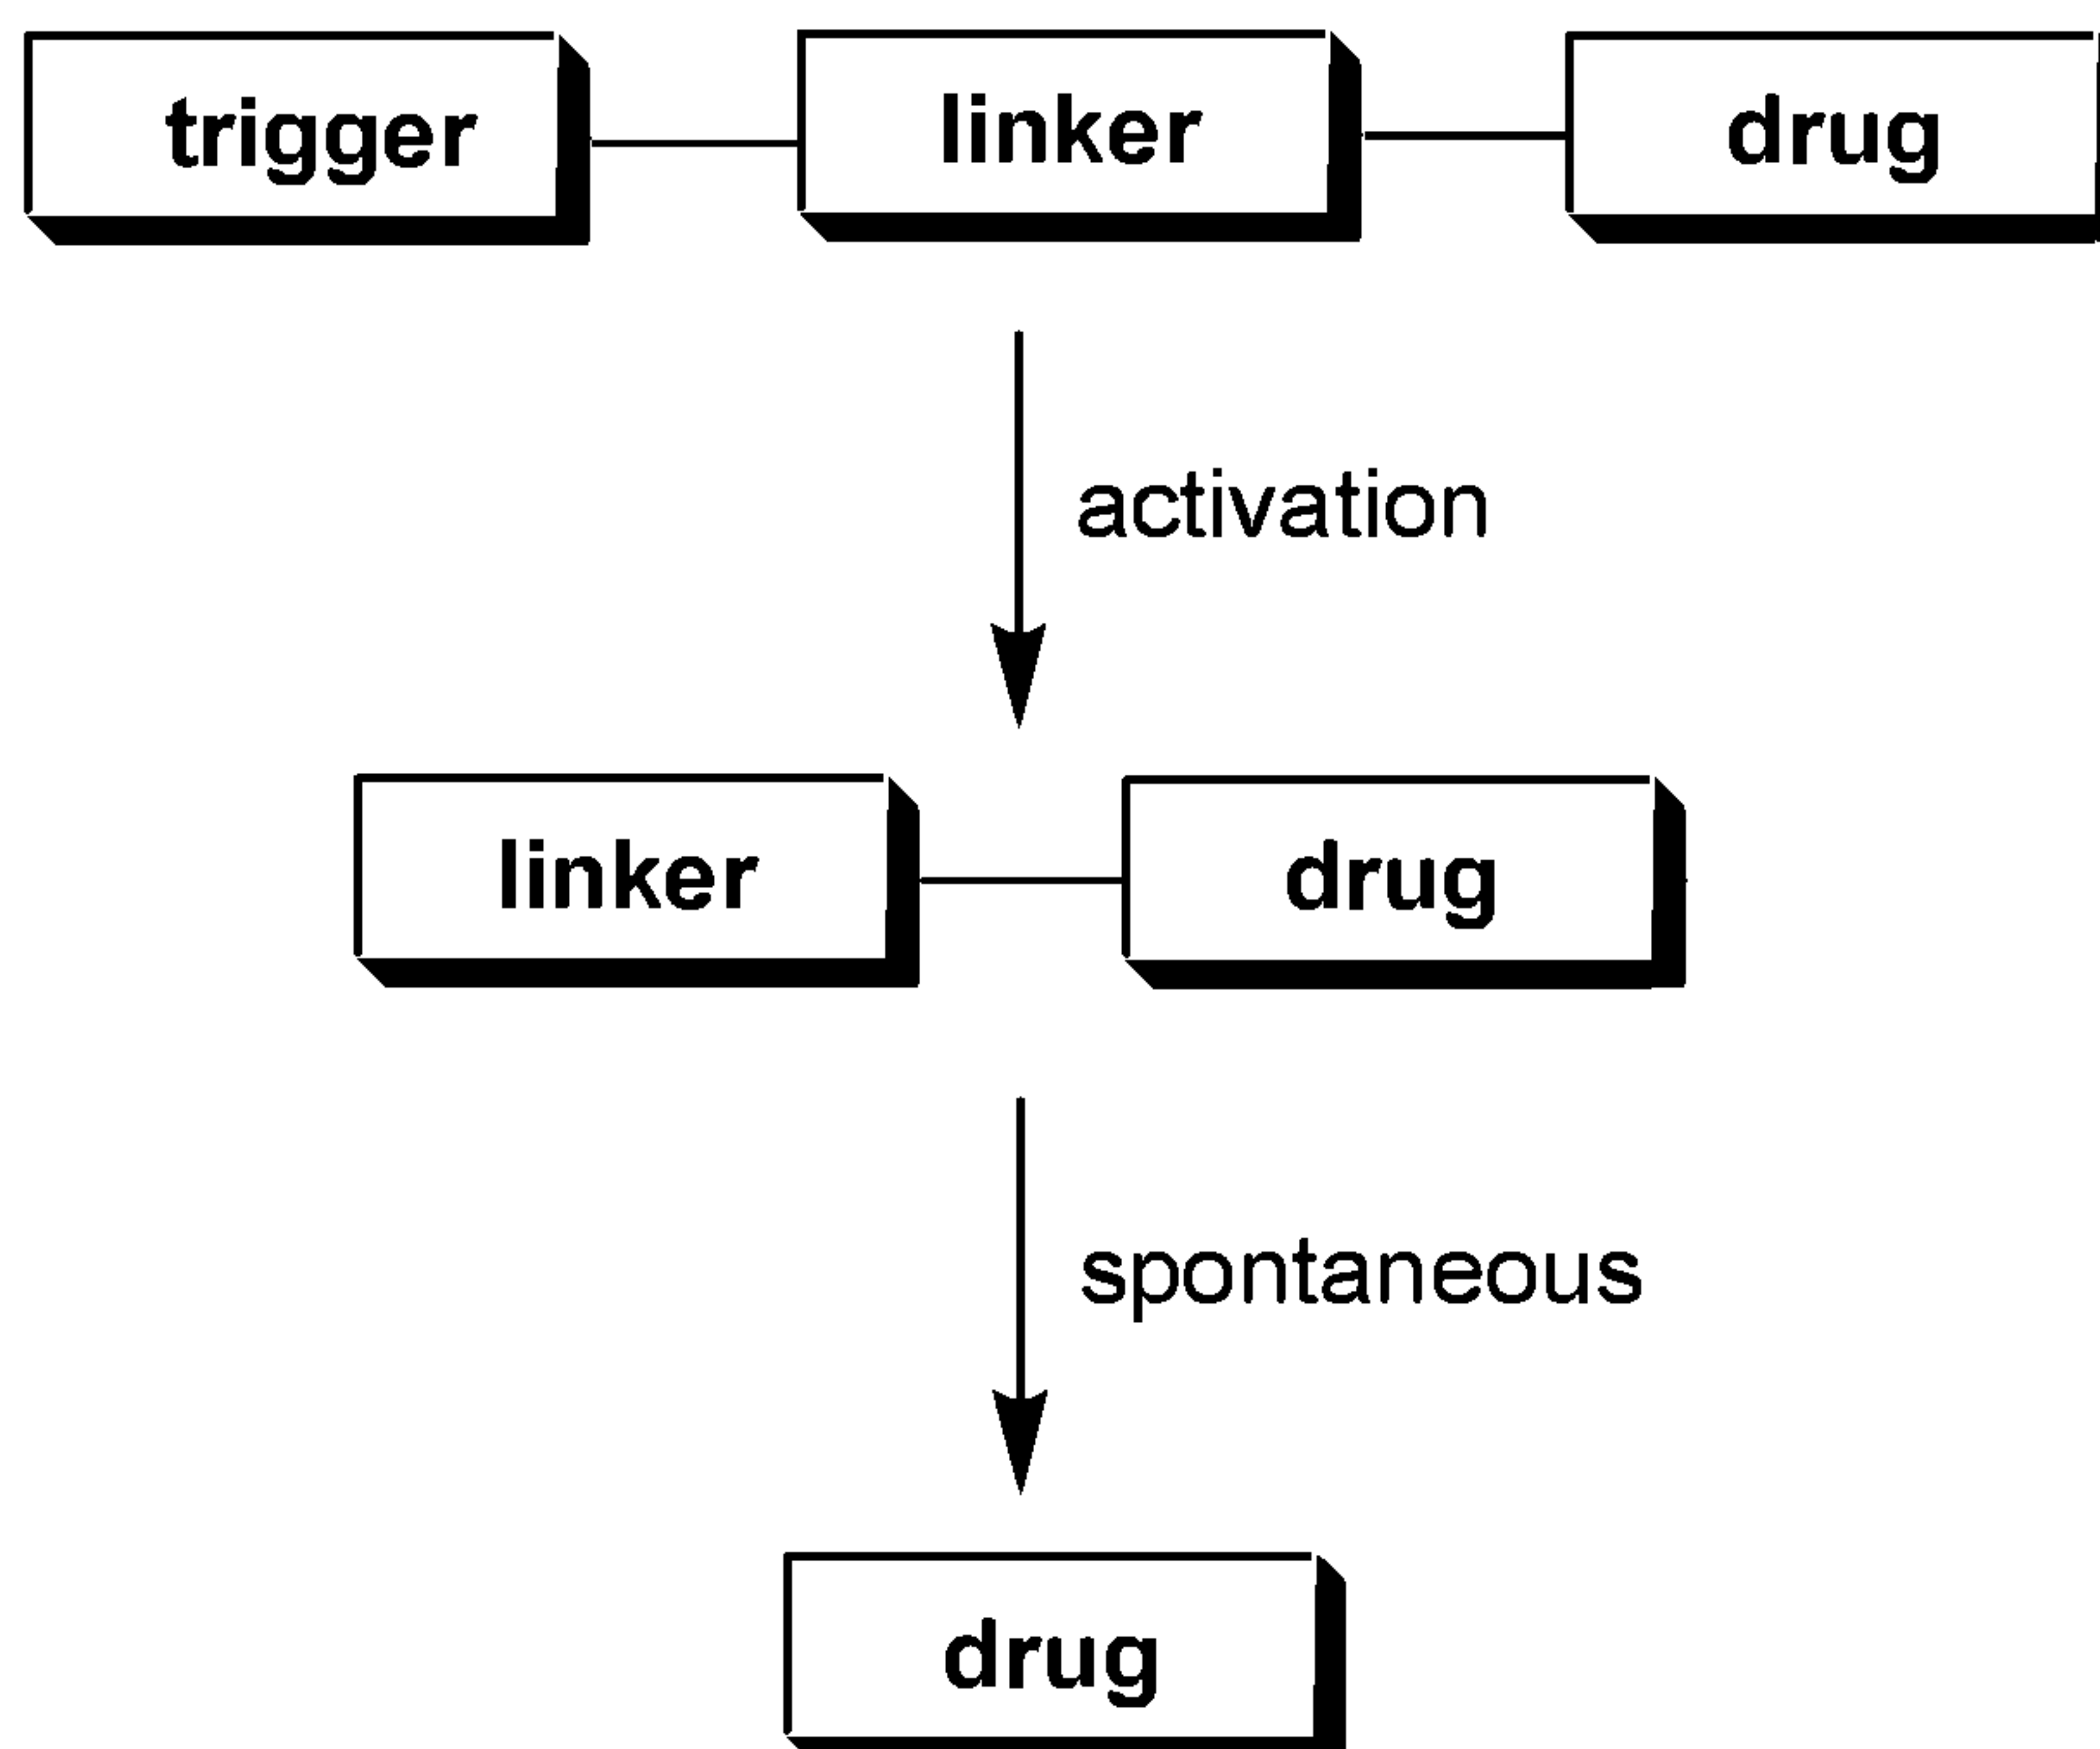 trigger linker drug
activation
linker drug
spontaneous
drug